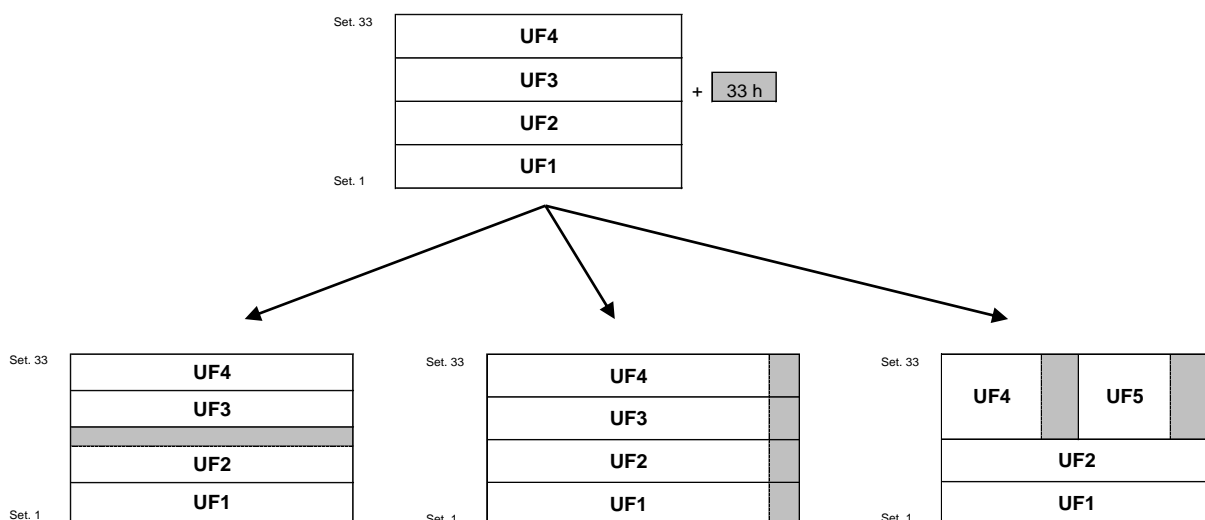 Set. 33
UF4
UF3
+ 33 h
UF2
UF1
Set. 1
Set. 33
UF4
UF3
UF2
UF1
Set. 1
Set. 33
UF4
UF3
UF2
UF1
Set. 1
Set. 33
UF4
UF5
UF2
UF1
Set. 1